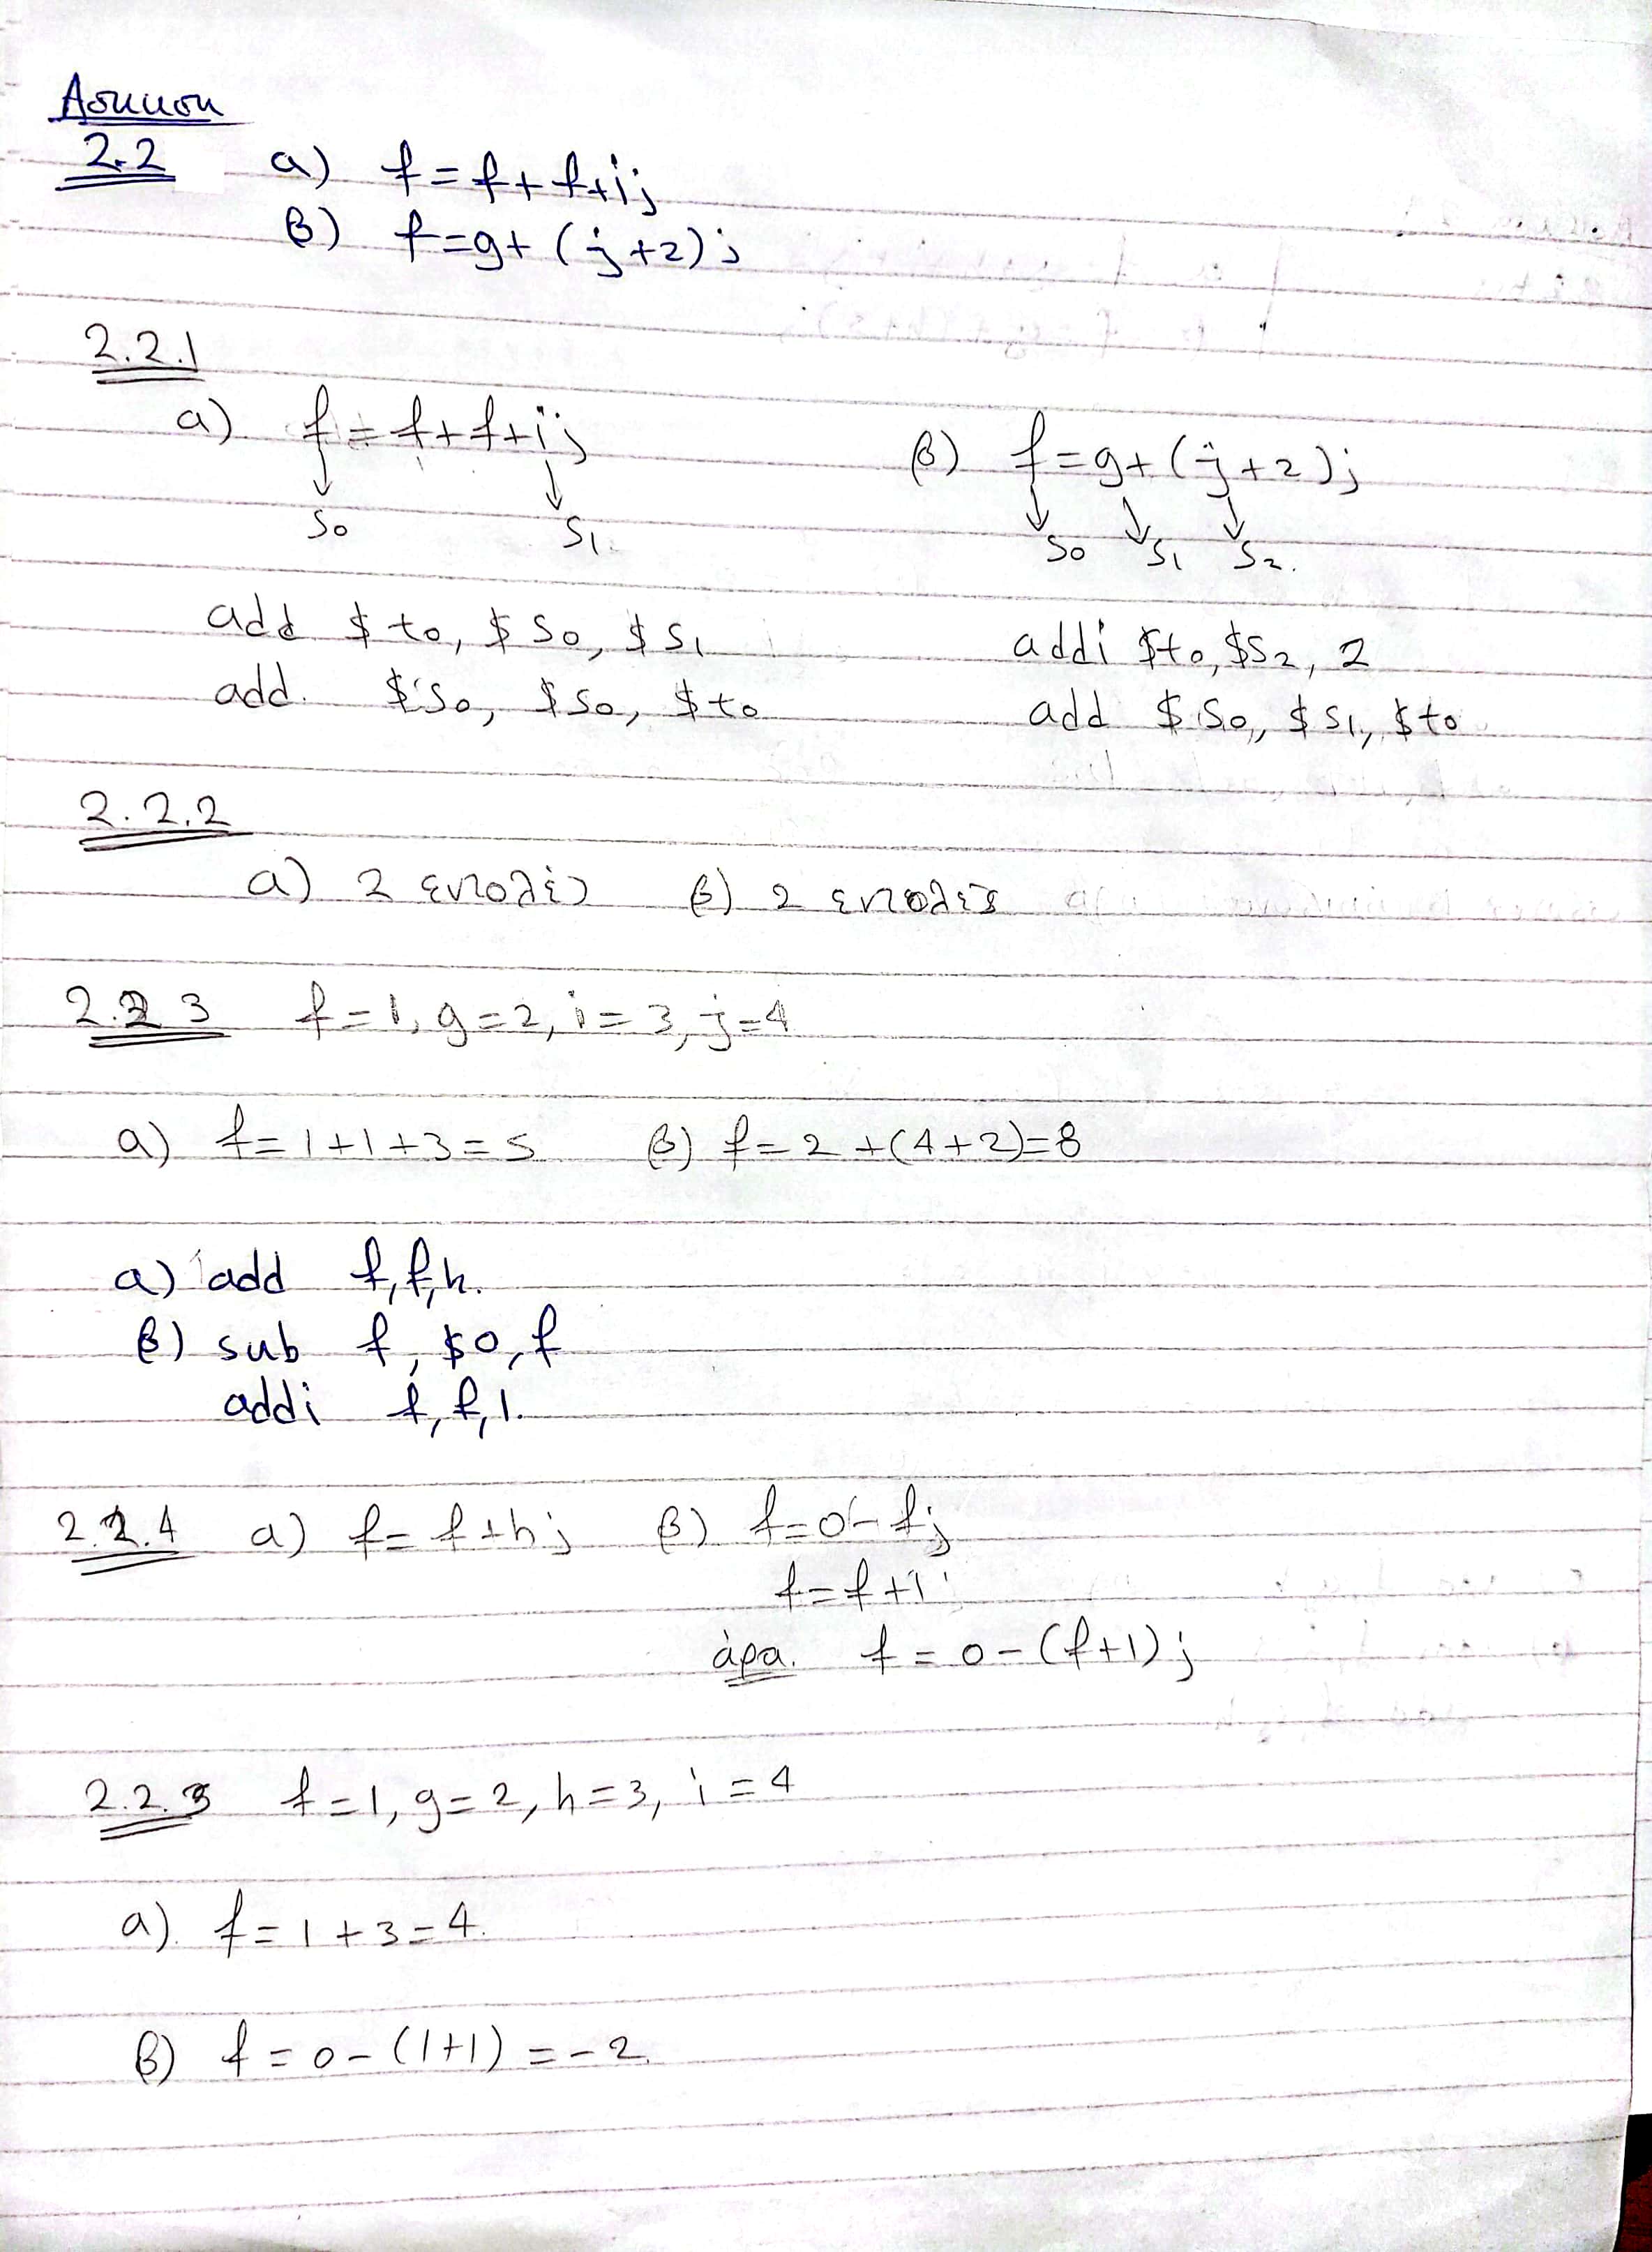 Άσκηση
2.2 α) f = f + f + i;
β) f = g + (j + 2);
2.2.1
α) f = f + f + i; β) f = g + (j + 2);
s0 s1 s0 s1 s2.
add $t0, $s0, $s1 addi $t0, $s2, 2
add. $s0, $s0, $t0 add $s0, $s1, $t0
2.2.2
α) 2 εντολές β) 2 εντολές
2.2 3 f = 1, g = 2, i = 3, j = 4
α) f = 1 + 1 + 3 = 5 β) f = 2 + (4 + 2) = 8
α) add f, f, h.
β) sub f, $0, f
addi f, f, 1.
2.2.4 α) f = f + h; β) f = 0 - f;
f = f + 1;
άρα. f = 0 - (f + 1);
2.2.3 f = 1, g = 2, h = 3, i = 4
α). f = 1 + 3 = 4.
β) f = 0 - (1 + 1) = -2.